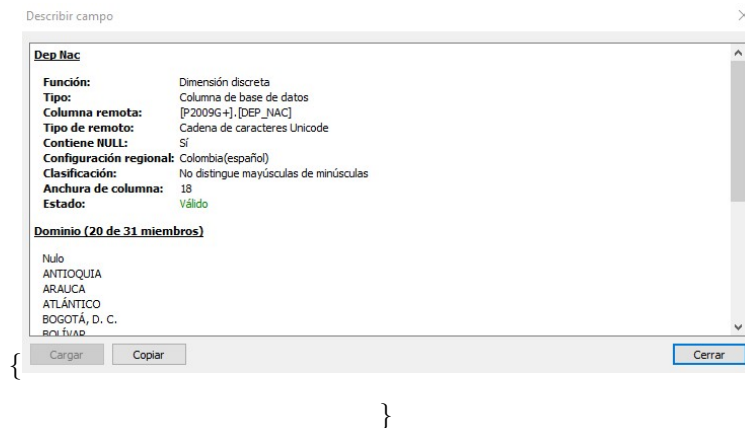 Describir campo
Dep Nac
Función: Dimensión discreta
Tipo: Columna de base de datos
Columna remota: [P2009G+].[DEP_NAC]
Tipo de remoto: Cadena de caracteres Unicode
Contiene NULL: Sí
Configuración regional: Colombia(español)
Clasificación: No distingue mayúsculas de minúsculas
Anchura de columna: 18
Estado: Válido
Dominio (20 de 31 miembros)
Nulo
ANTIOQUIA
ARAUCA
ATLÁNTICO
BOGOTÁ, D. C.
BOLÍVAR
{ Cargar Copiar Cerrar
}